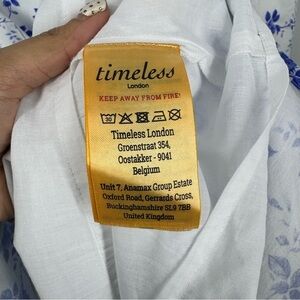 timeless
London
KEEP AWAY FROM FIRE!
30
Timeless London
Groenstraat 354,
Oostakker - 9041
Belgium
Unit 7, Anamax Group Estate
Oxford Road, Gerrards Cross,
Buckinghamshire SL9 7BB
United Kingdom